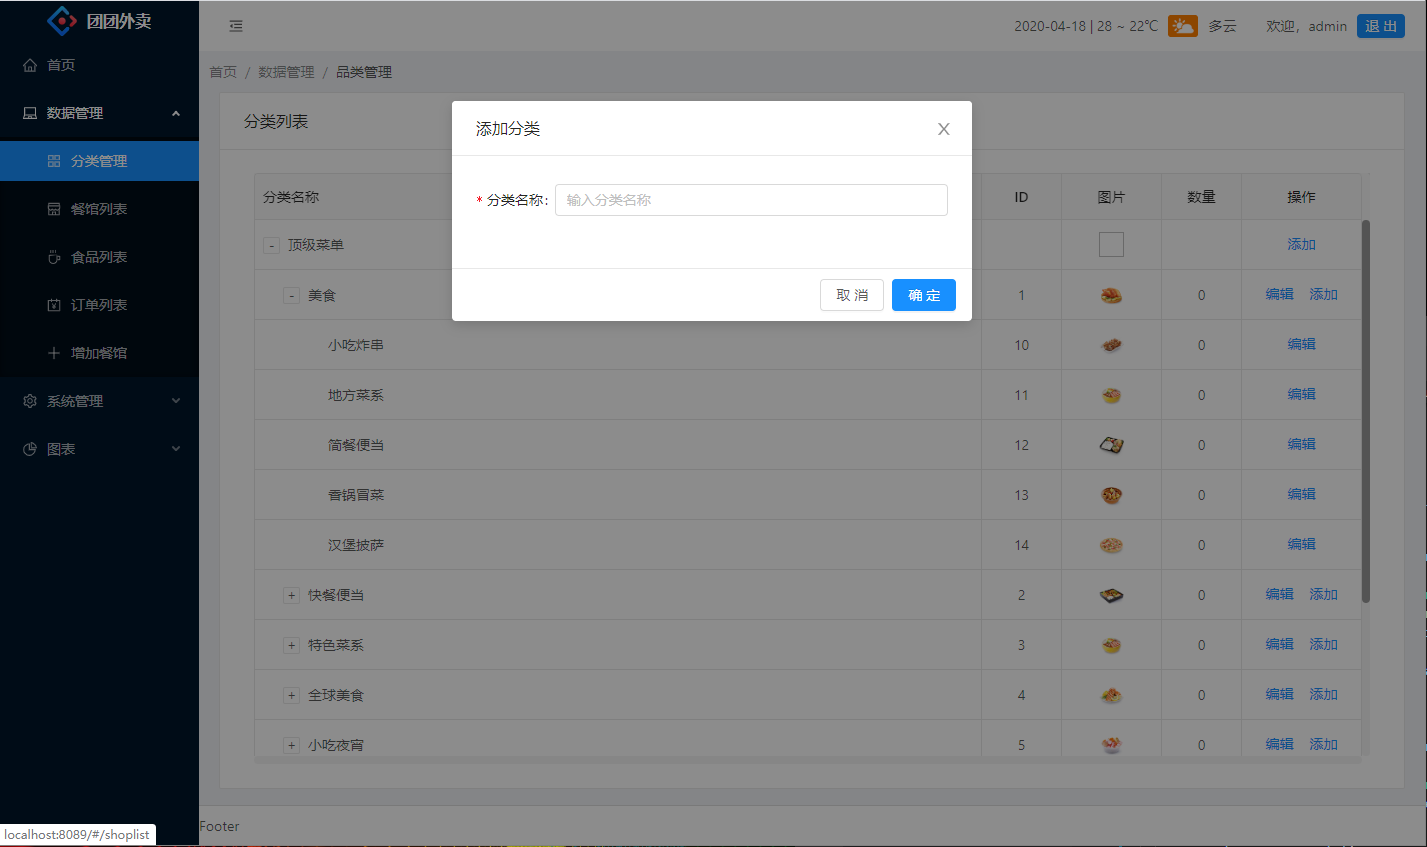 团团外卖
2020-04-18 | 28 ~ 22℃ 多云 欢迎，admin 退 出
首页
数据管理
分类管理
餐馆列表
食品列表
订单列表
增加餐馆
系统管理
图表
首页 / 数据管理 / 品类管理
分类列表
添加分类
* 分类名称: 输入分类名称
取 消 确 定
分类名称 ID 图片 数量 操作
- 顶级菜单 添加
- 美食 1 0 编辑 添加
小吃炸串 10 0 编辑
地方菜系 11 0 编辑
简餐便当 12 0 编辑
香锅冒菜 13 0 编辑
汉堡披萨 14 0 编辑
+ 快餐便当 2 0 编辑 添加
+ 特色菜系 3 0 编辑 添加
+ 全球美食 4 0 编辑 添加
+ 小吃夜宵 5 0 编辑 添加
Footer
localhost:8089/#/shoplist